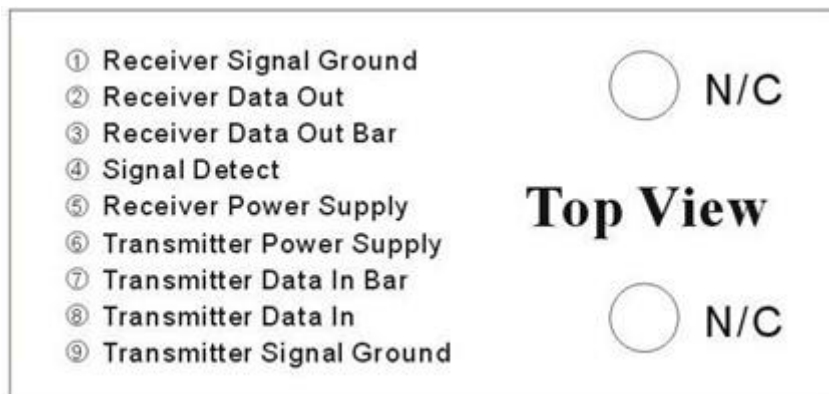 ① Receiver Signal Ground
② Receiver Data Out
③ Receiver Data Out Bar
④ Signal Detect
⑤ Receiver Power Supply
⑥ Transmitter Power Supply
⑦ Transmitter Data In Bar
⑧ Transmitter Data In
⑨ Transmitter Signal Ground
N/C
Top View
N/C